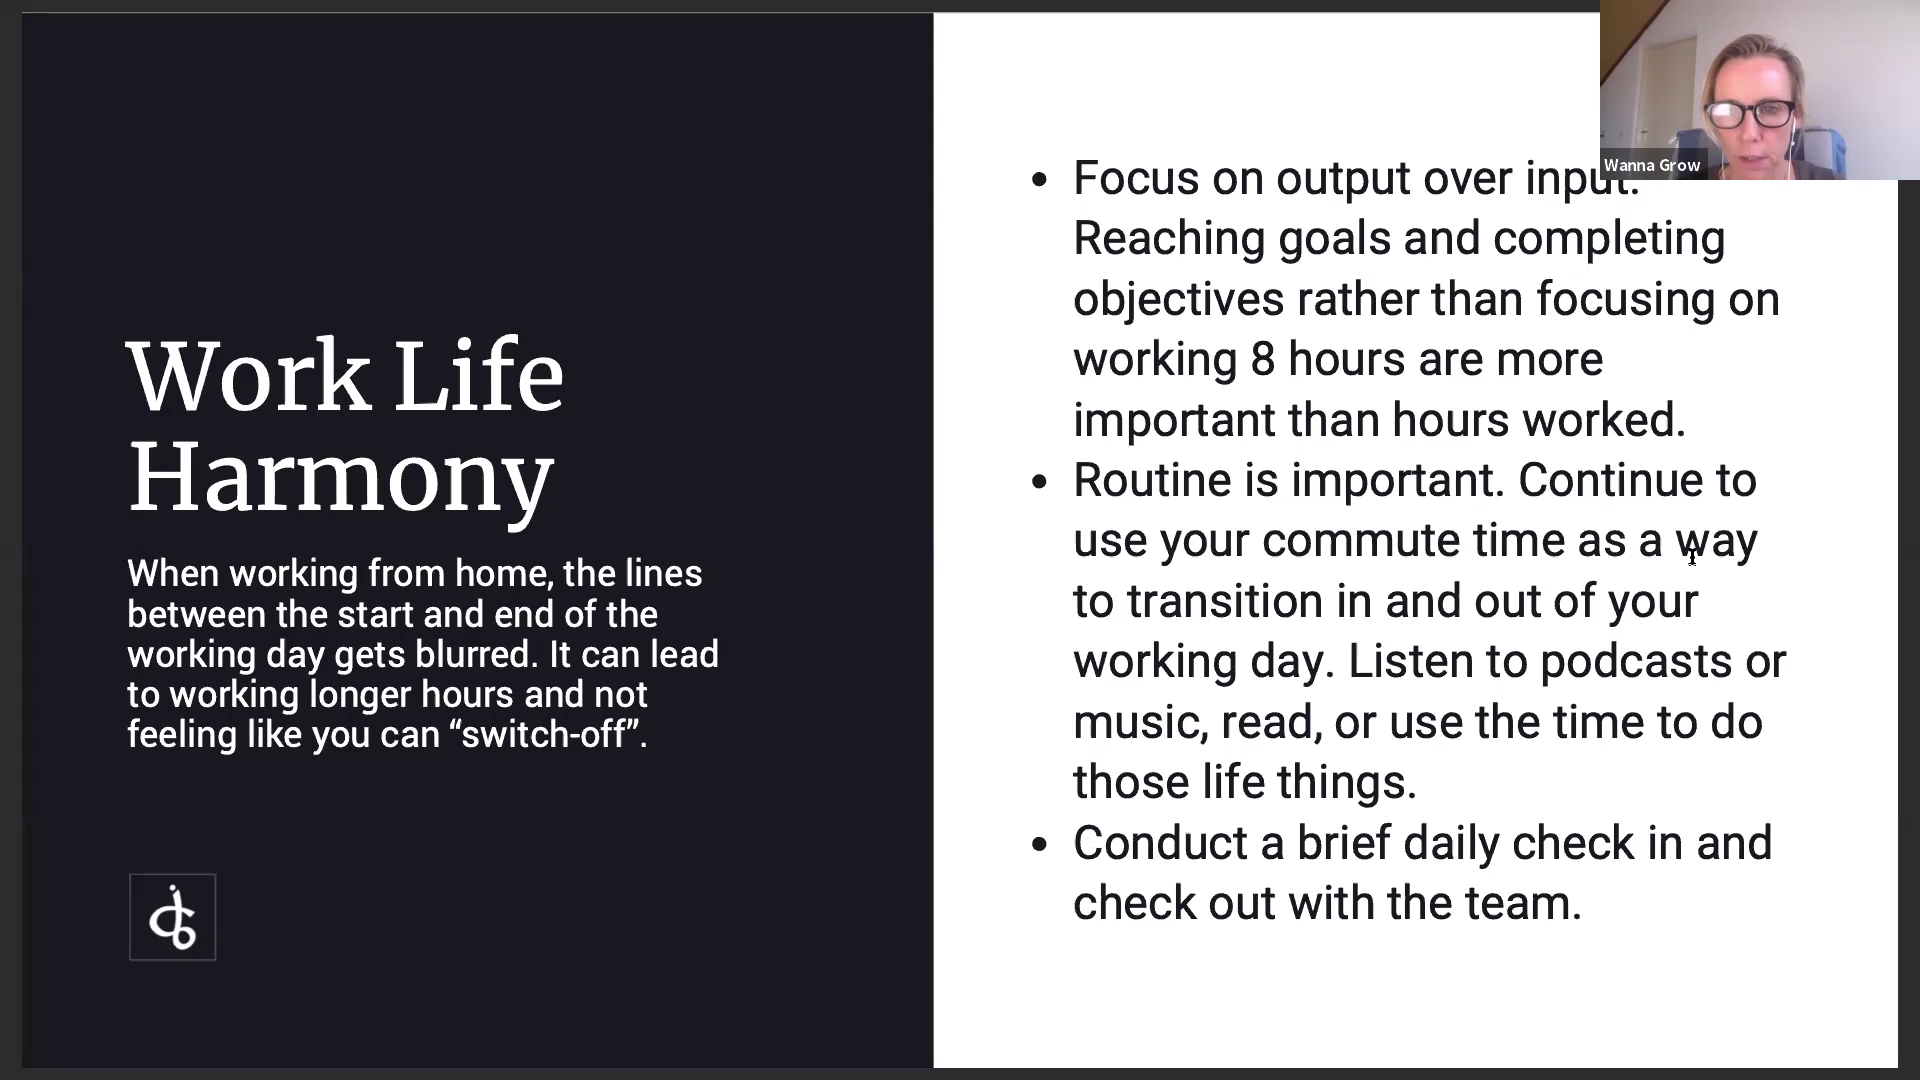 Work Life
Harmony
When working from home, the lines
between the start and end of the
working day gets blurred. It can lead
to working longer hours and not
feeling like you can “switch-off”.
• Focus on output over input.
Reaching goals and completing
objectives rather than focusing on
working 8 hours are more
important than hours worked.
• Routine is important. Continue to
use your commute time as a way
to transition in and out of your
working day. Listen to podcasts or
music, read, or use the time to do
those life things.
• Conduct a brief daily check in and
check out with the team.
Wanna Grow